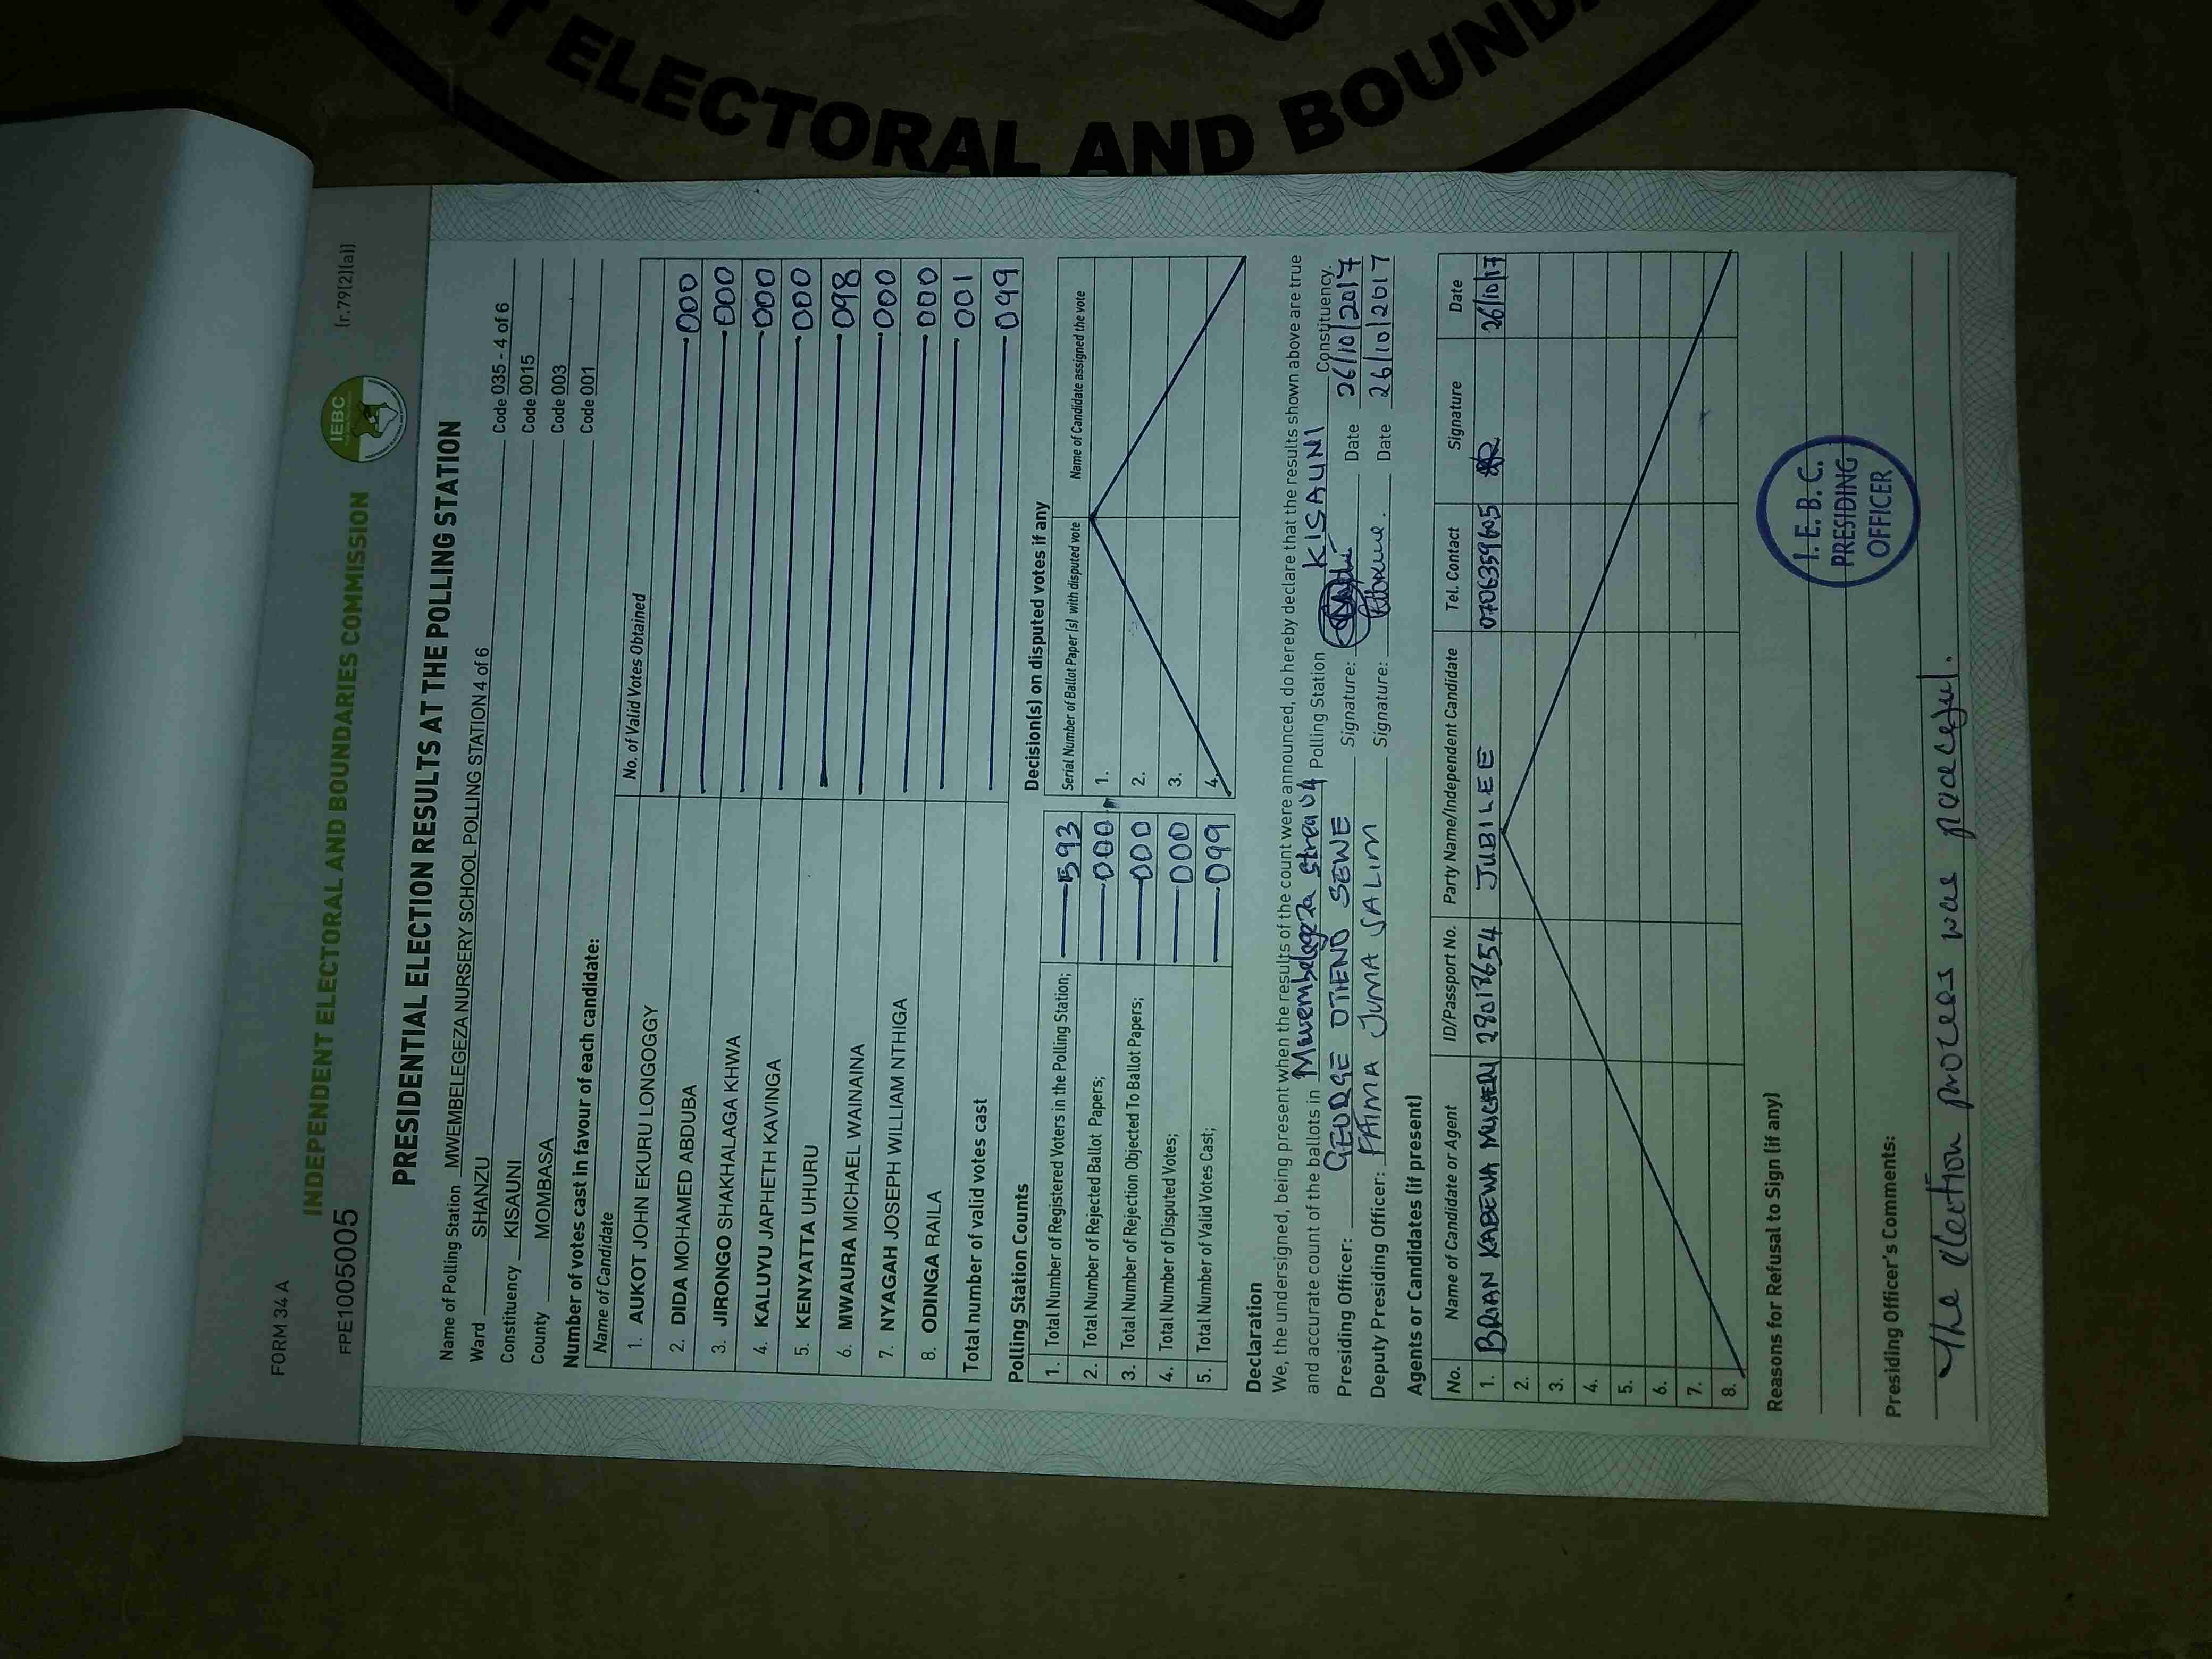 ELECTORAL AND BOUND
FORM 34 A
(r.79(2)(a))
INDEPENDENT ELECTORAL AND BOUNDARIES COMMISSION
IEBC
FPE1005005
PRESIDENTIAL ELECTION RESULTS AT THE POLLING STATION
Name of Polling Station MWEMBELEGEZA NURSERY SCHOOL POLLING STATION 4 of 6 Code 035 - 4 of 6
Ward SHANZU Code 0015
Constituency KISAUNI Code 003
County MOMBASA Code 001
Number of votes cast in favour of each candidate:
Name of Candidate No. of Valid Votes Obtained
1. AUKOT JOHN EKURU LONGOGGY 000
2. DIDA MOHAMED ABDUBA 000
3. JIRONGO SHAKHALAGA KHWA 000
4. KALUYU JAPHETH KAVINGA 000
5. KENYATTA UHURU 098
6. MWAURA MICHAEL WAINAINA 000
7. NYAGAH JOSEPH WILLIAM NTHIGA 000
8. ODINGA RAILA 001
Total number of valid votes cast 099
Polling Station Counts
1. Total Number of Registered Voters in the Polling Station; 593
2. Total Number of Rejected Ballot Papers; 000
3. Total Number of Rejection Objected To Ballot Papers; 000
4. Total Number of Disputed Votes; 000
5. Total Number of Valid Votes Cast; 099
Decision(s) on disputed votes if any
Serial Number of Ballot Paper (s) with disputed vote Name of Candidate assigned the vote
1.
2.
3.
4.
Declaration
We, the undersigned, being present when the results of the count were announced, do hereby declare that the results shown above are true
and accurate count of the ballots in Mwembelegeza Polling Station KISAUNI Constituency.
Presiding Officer: GEORGE OTIENO SEWE Signature: Date 26/10/2017
Deputy Presiding Officer: FATMA JUMA SALIM Signature: Date 26/10/2017
Agents or Candidates (if present)
No. Name of Candidate or Agent ID/Passport No. Party Name/Independent Candidate Tel. Contact Signature Date
1. BRIAN KABEWA JUBILEE 26/10/17
2.
3.
4.
5.
6.
7.
8.
Reasons for Refusal to Sign (if any)
I.E.B.C.
PRESIDING
OFFICER
Presiding Officer's Comments:
The election process was peaceful.